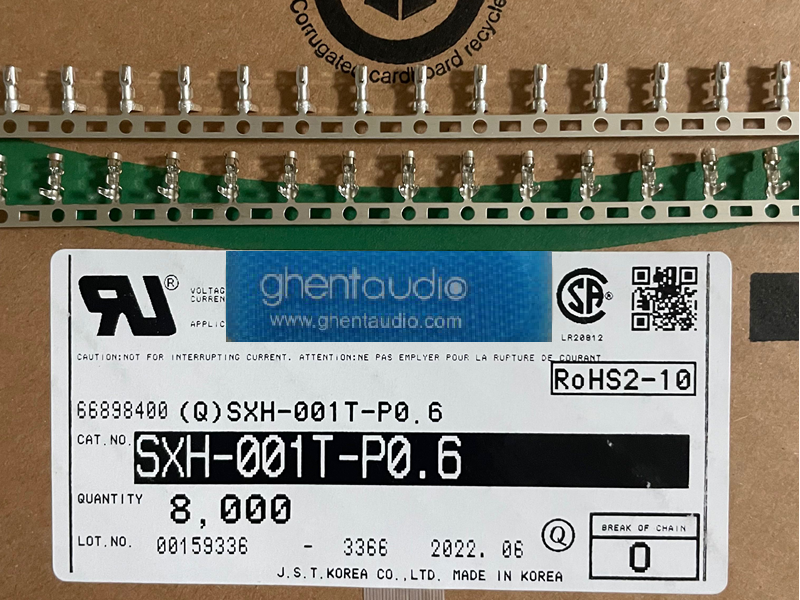 Corrugated cardboard recycle
RU ®
VOLTAG
CURREN
APPLIC
ghentaudio
www.ghentaudio.com
SA ®
LR20812
CAUTION:NOT FOR INTERRUPTING CURRENT. ATTENTION:NE PAS EMPLYER POUR LA RUPTURE DE COURANT
RoHS2-10
66898400 (Q)SXH-001T-P0.6
CAT.NO. SXH-001T-P0.6
QUANTITY 8,000
LOT.NO. 00159336 - 3366 2022. 06 Q
BREAK OF CHAIN
0
J.S.T.KOREA CO.,LTD. MADE IN KOREA